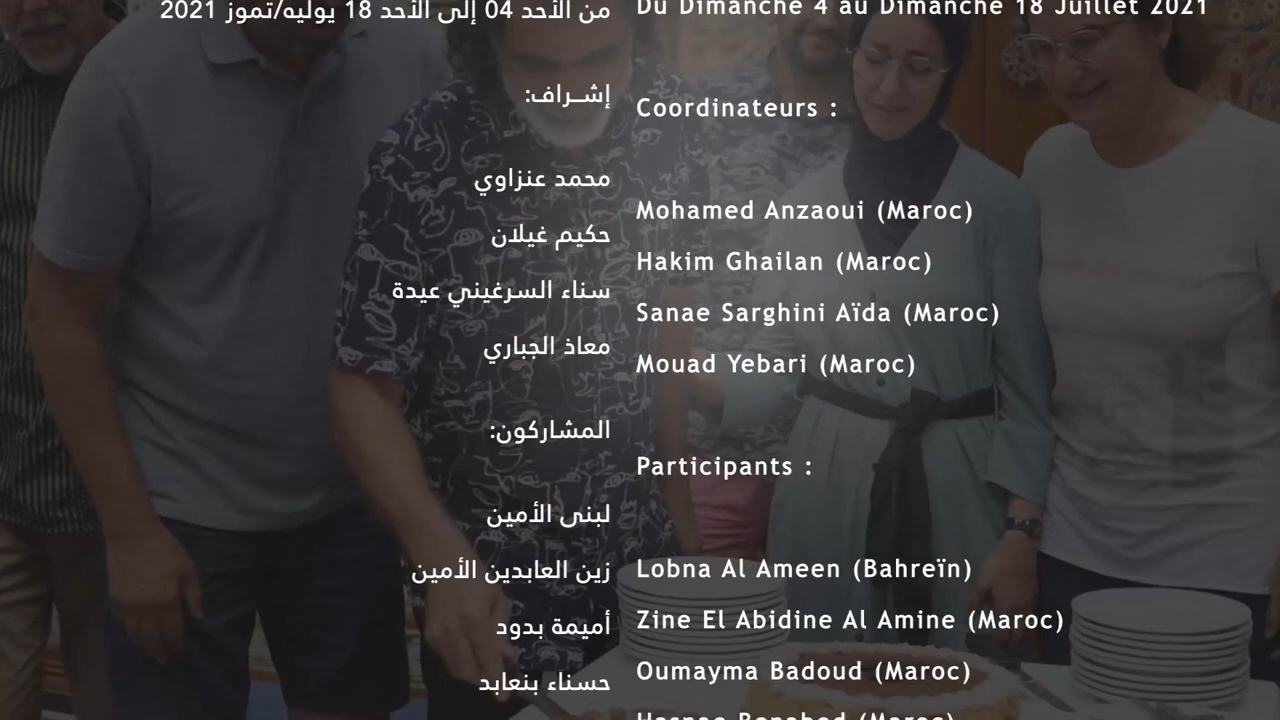 من الأحد 04 إلى الأحد 18 يوليه/تموز 2021
إشـراف:
محمد عنزاوي
حكيم غيلان
سناء السرغيني عيدة
معاذ الجباري
المشاركون:
لبنى الأمين
زين العابدين الأمين
أميمة بدود
حسناء بنعابد
Du Dimanche 4 au Dimanche 18 Juillet 2021
Coordinateurs :
Mohamed Anzaoui (Maroc)
Hakim Ghailan (Maroc)
Sanae Sarghini Aïda (Maroc)
Mouad Yebari (Maroc)
Participants :
Lobna Al Ameen (Bahreïn)
Zine El Abidine Al Amine (Maroc)
Oumayma Badoud (Maroc)
Hasnae Benabed (Maroc)